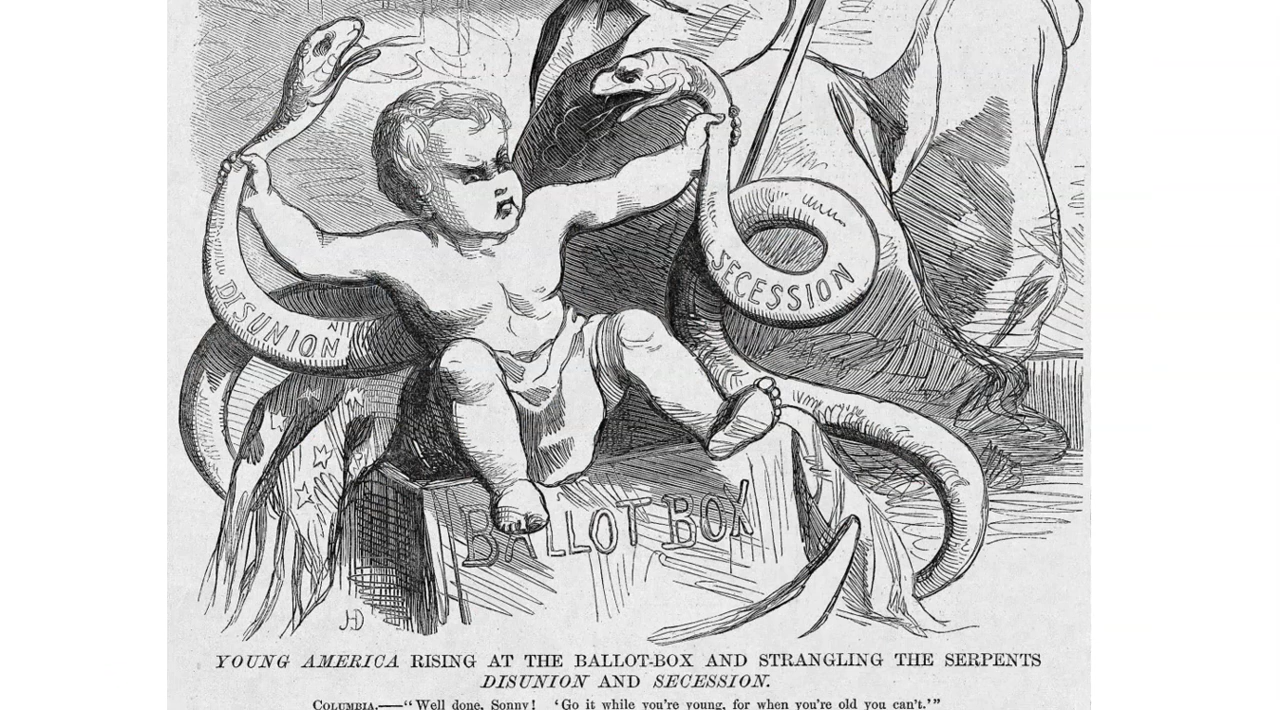 DISUNION
SECESSION
BALLOT BOX
JHD
YOUNG AMERICA RISING AT THE BALLOT-BOX AND STRANGLING THE SERPENTS
DISUNION AND SECESSION.
COLUMBIA.—“Well done, Sonny! ‘Go it while you're young, for when you're old you can't.’”